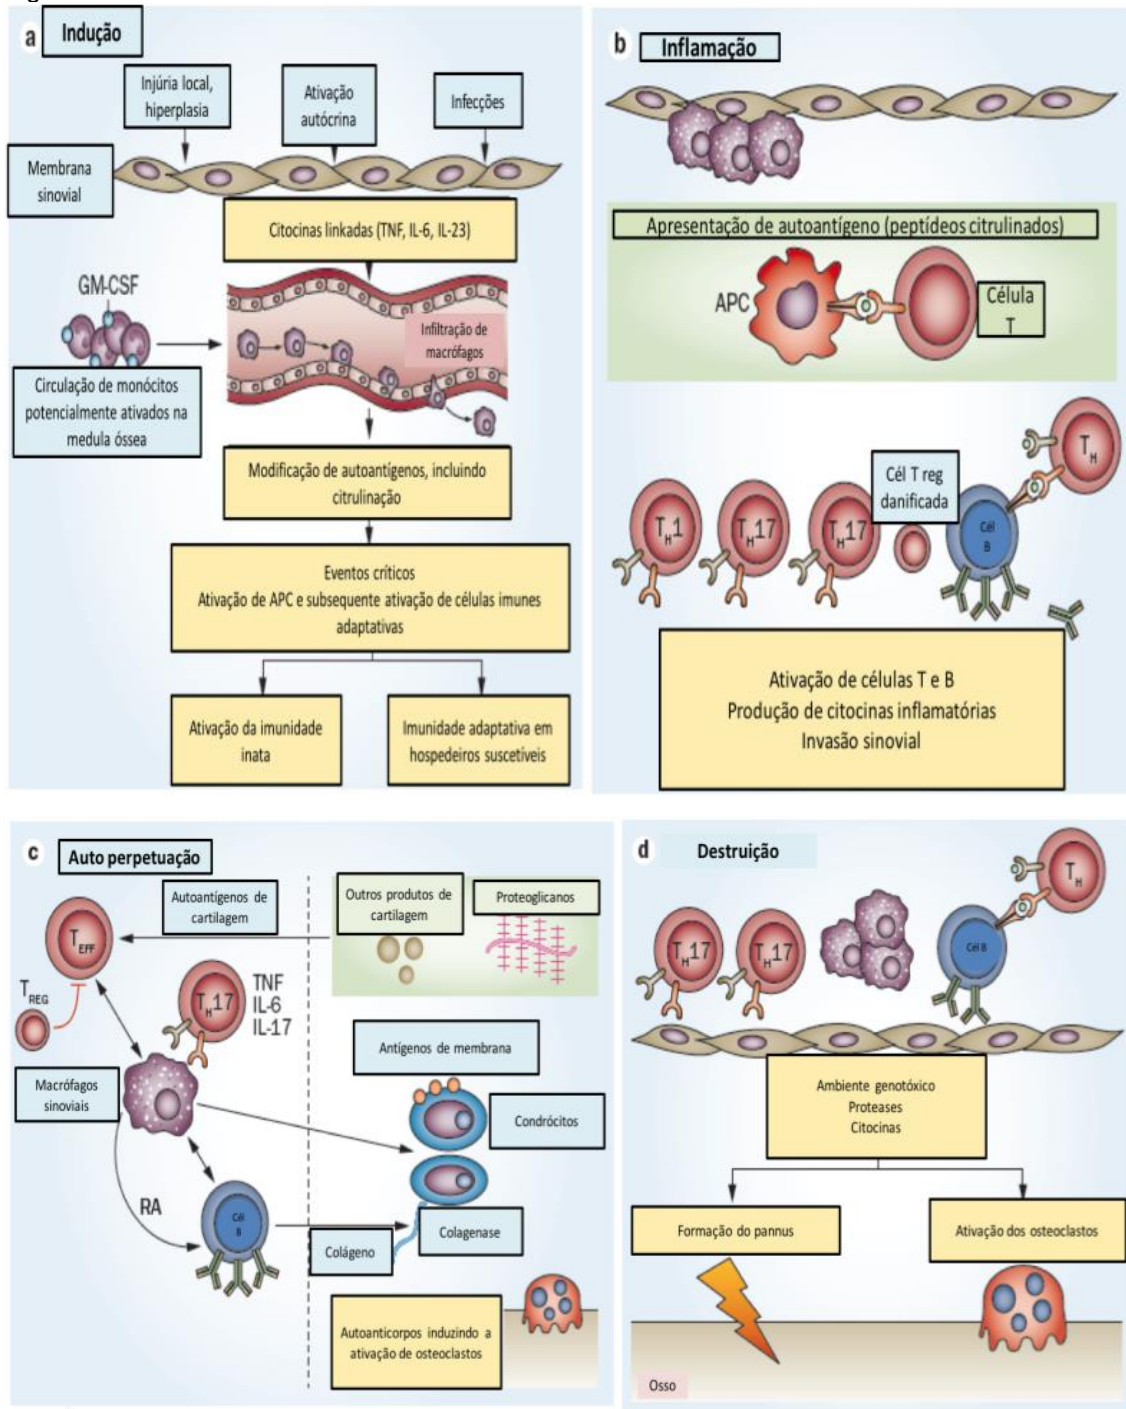 a
Indução
Injúria local,
hiperplasia
Ativação
autócrina
Infecções
Membrana
sinovial
Citocinas linkadas (TNF, IL-6, IL-23)
GM-CSF
Infiltração de
macrófagos
Circulação de monócitos
potencialmente ativados na
medula óssea
Modificação de autoantígenos, incluindo
citrulinação
Eventos críticos
Ativação de APC e subsequente ativação de células imunes
adaptativas
Ativação da imunidade
inata
Imunidade adaptativa em
hospedeiros suscetíveis
b
Inflamação
Apresentação de autoantígeno (peptídeos citrulinados)
APC
Célula
T
TH
Cél T reg
danificada
TH1
TH17
TH17
Cél
B
Ativação de células T e B
Produção de citocinas inflamatórias
Invasão sinovial
c
Auto perpetuação
Autoantígenos de
cartilagem
Outros produtos de
cartilagem
Proteoglicanos
TEFF
TREG
TH17
TNF
IL-6
IL-17
Antígenos de membrana
Macrófagos
sinoviais
Condrócitos
RA
Cél
B
Colágeno
Colagenase
Autoanticorpos induzindo a
ativação de osteoclastos
d
Destruição
TH
TH17
TH17
Cél B
Ambiente genotóxico
Proteases
Citocinas
Formação do pannus
Ativação dos osteoclastos
Osso